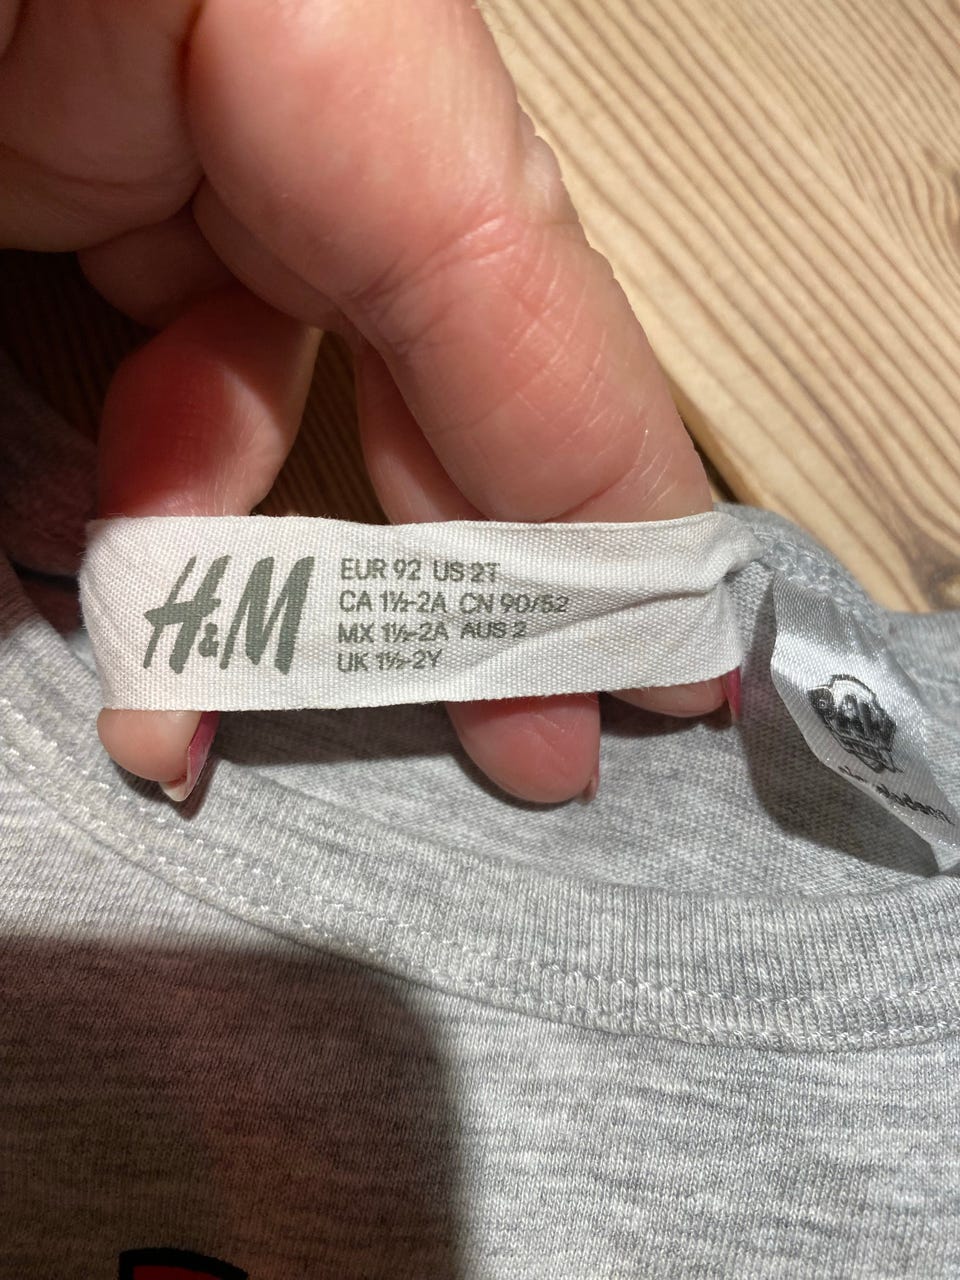 H&M
EUR 92 US 2T
CA 1½-2A CN 90/52
MX 1½-2A AUS 2
UK 1½-2Y
PAW